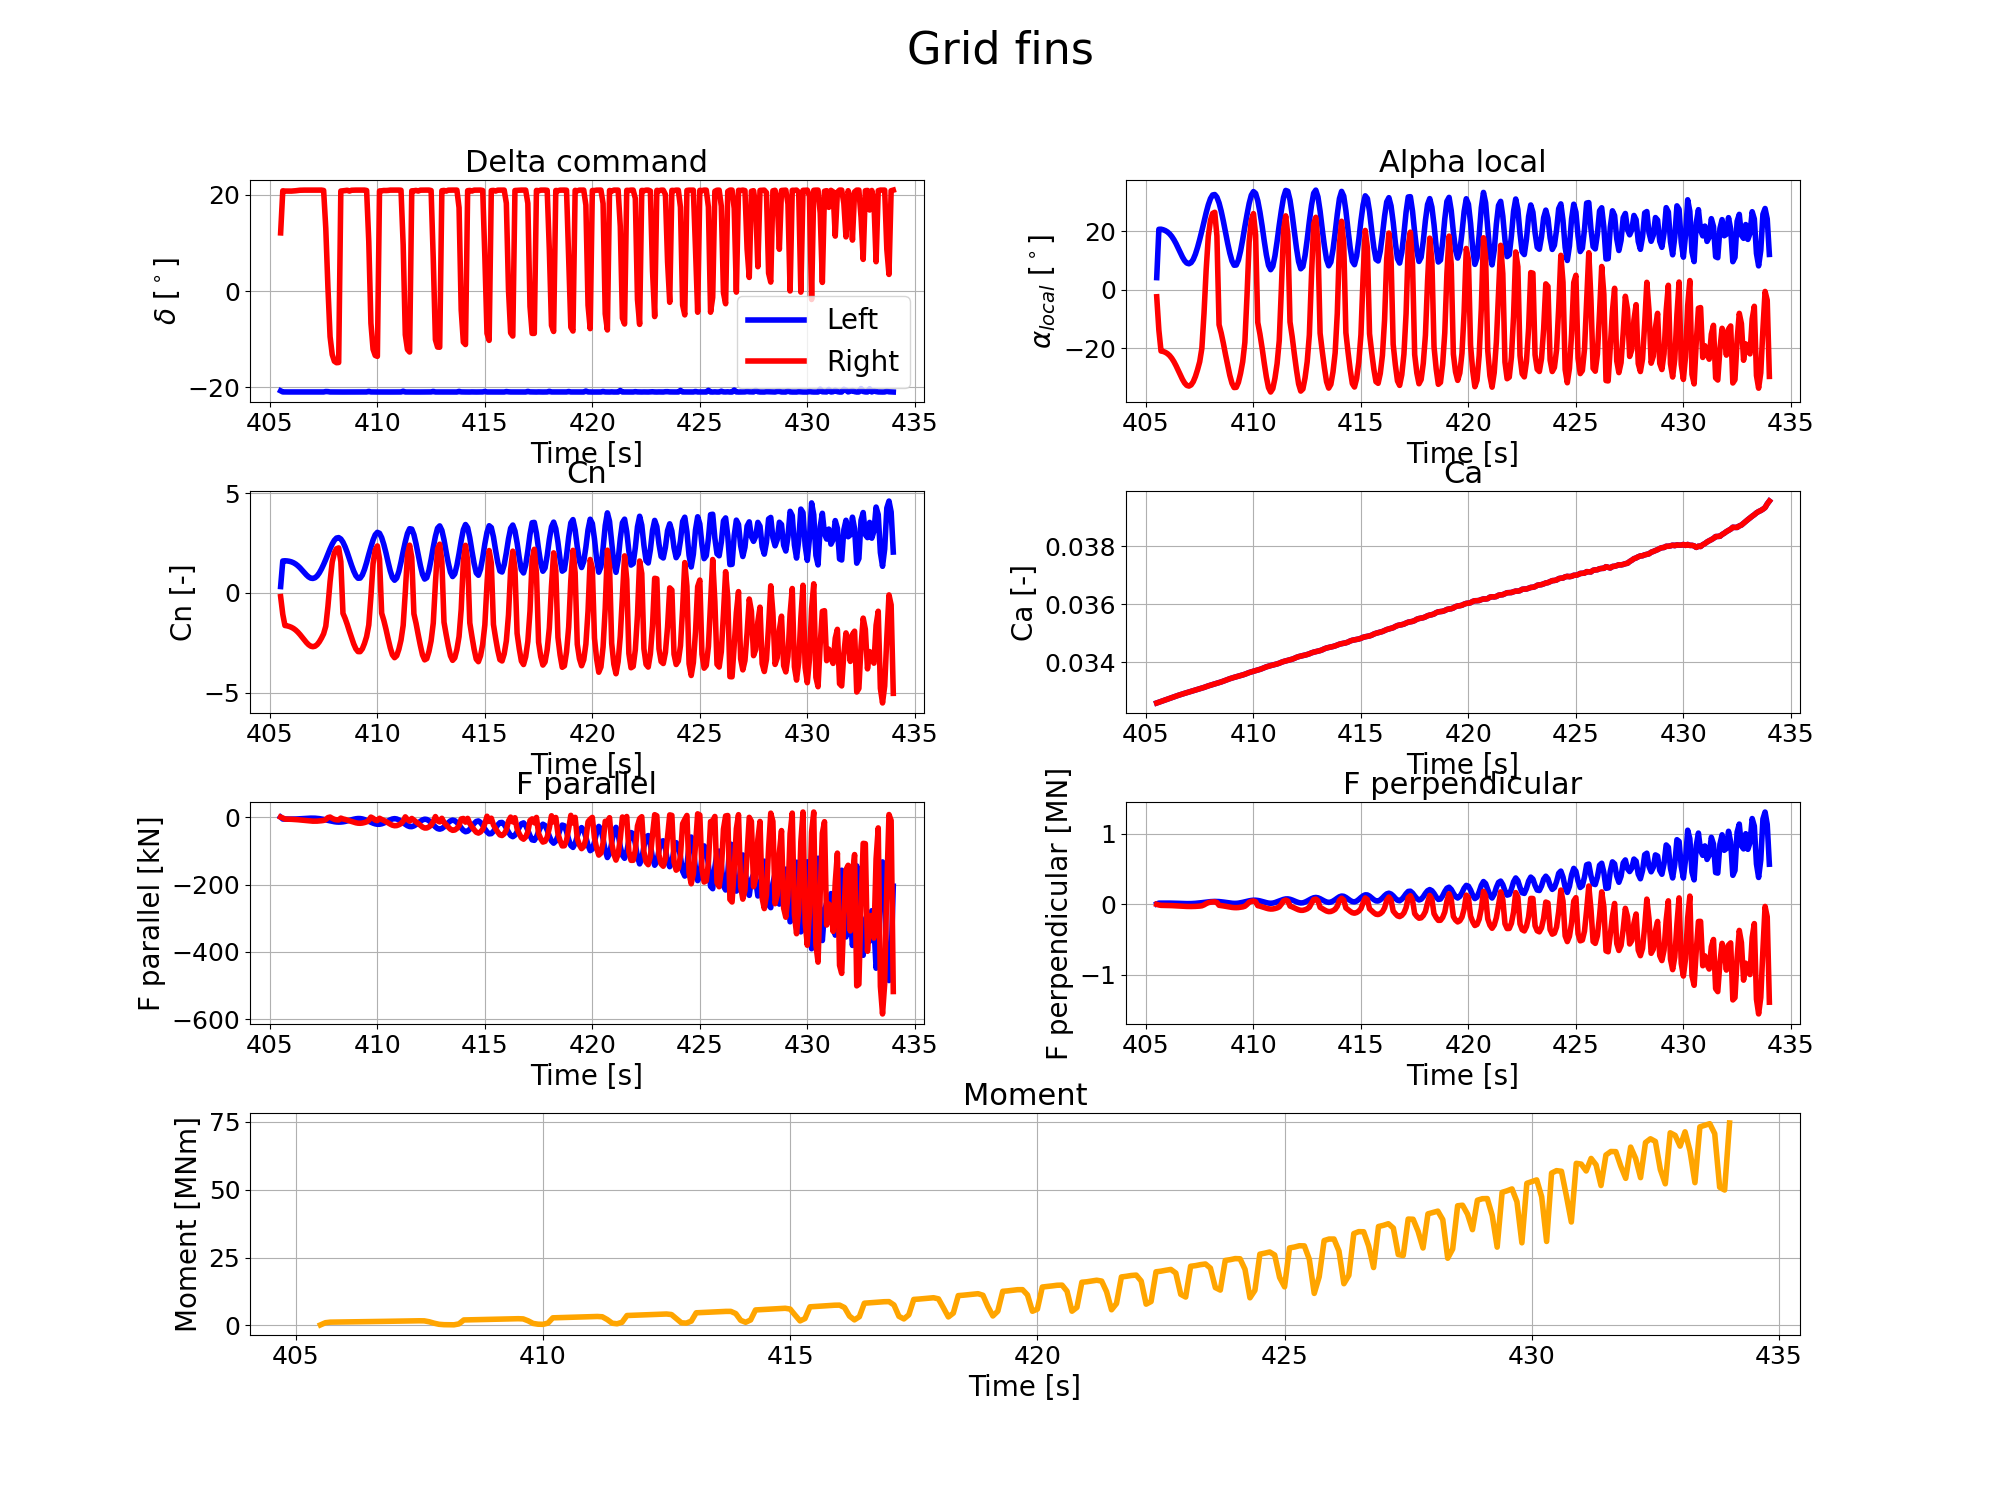 Grid fins
Delta command
δ [°]
20
0
−20
Left
Right
405 410 415 420 425 430 435
Time [s]
Alpha local
α_local [°]
20
0
−20
405 410 415 420 425 430 435
Time [s]
Cn
Cn [-]
5
0
−5
405 410 415 420 425 430 435
Time [s]
Ca
Ca [-]
0.038
0.036
0.034
405 410 415 420 425 430 435
Time [s]
F parallel
F parallel [kN]
0
−200
−400
−600
405 410 415 420 425 430 435
Time [s]
F perpendicular
F perpendicular [MN]
1
0
−1
405 410 415 420 425 430 435
Time [s]
Moment
Moment [MNm]
75
50
25
0
405 410 415 420 425 430 435
Time [s]